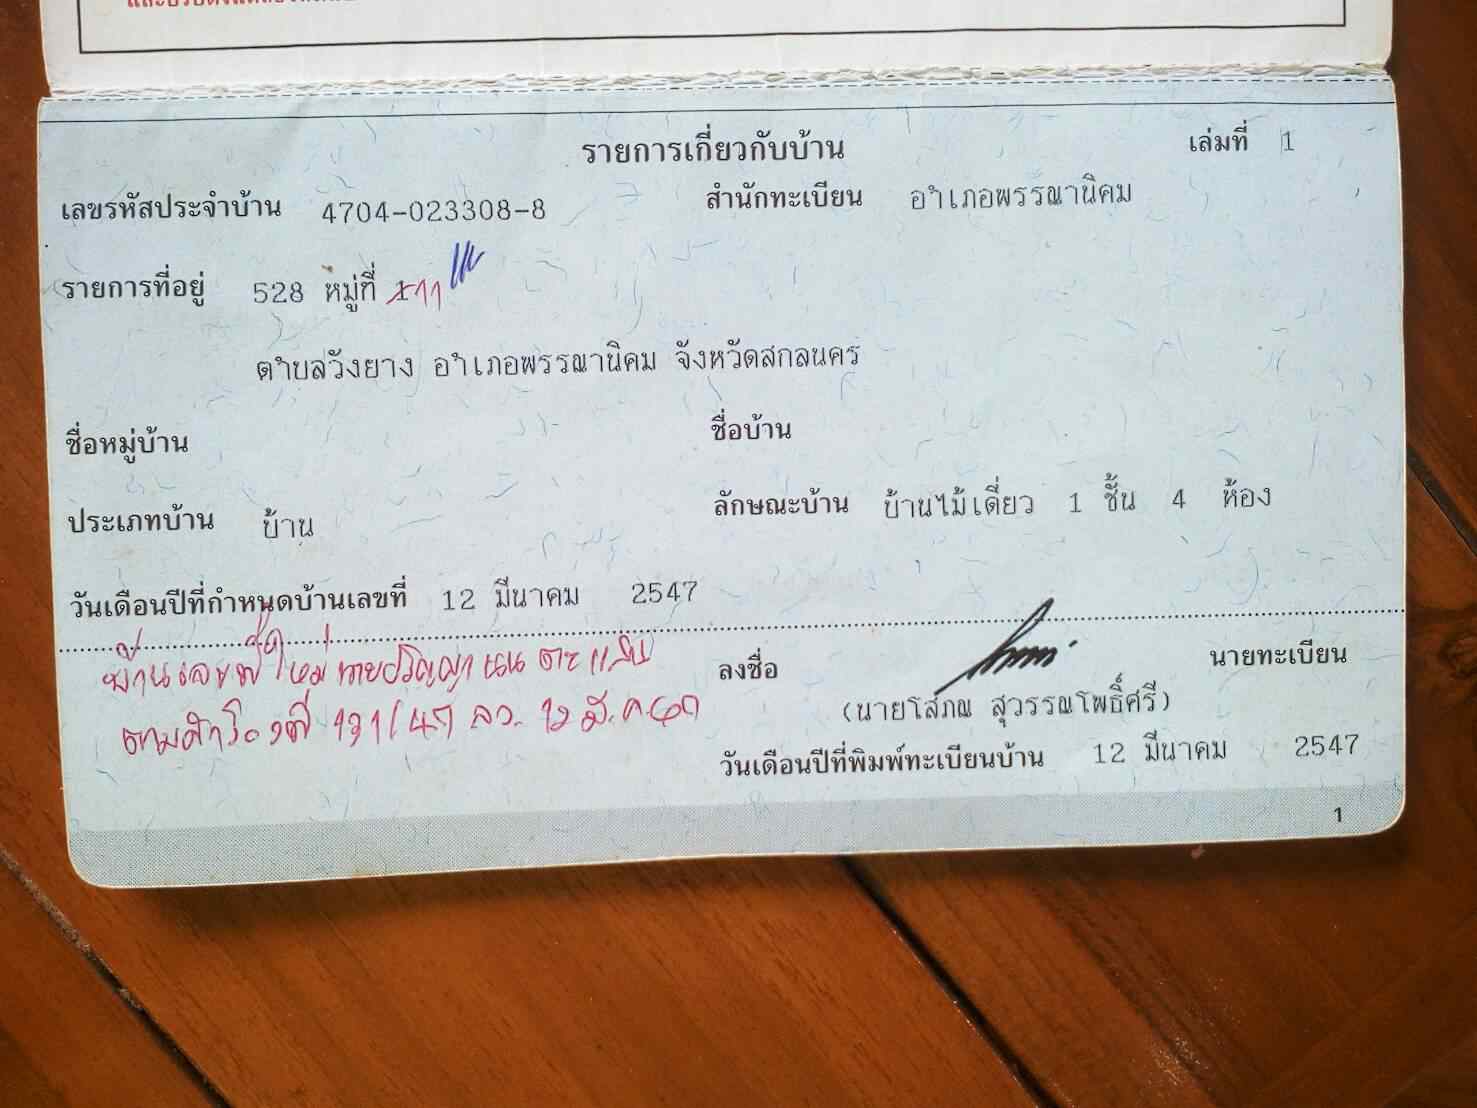 รายการเกี่ยวกับบ้าน เล่มที่ 1
เลขรหัสประจำบ้าน 4704-023308-8 สำนักทะเบียน อำเภอพรรณานิคม
รายการที่อยู่ 528 หมู่ที่ 1 11
ตำบลวังยาง อำเภอพรรณานิคม จังหวัดสกลนคร
ชื่อหมู่บ้าน ชื่อบ้าน
ประเภทบ้าน บ้าน ลักษณะบ้าน บ้านไม้เดี่ยว 1 ชั้น 4 ห้อง
วันเดือนปีที่กำหนดบ้านเลขที่ 12 มีนาคม 2547
บ้านเลขที่ใหม่
ลงชื่อ นายทะเบียน
(นายโสภณ สุวรรณโพธิ์ศรี)
ตามคำร้องที่ ลว. 12 มี.ค.
วันเดือนปีที่พิมพ์ทะเบียนบ้าน 12 มีนาคม 2547
1